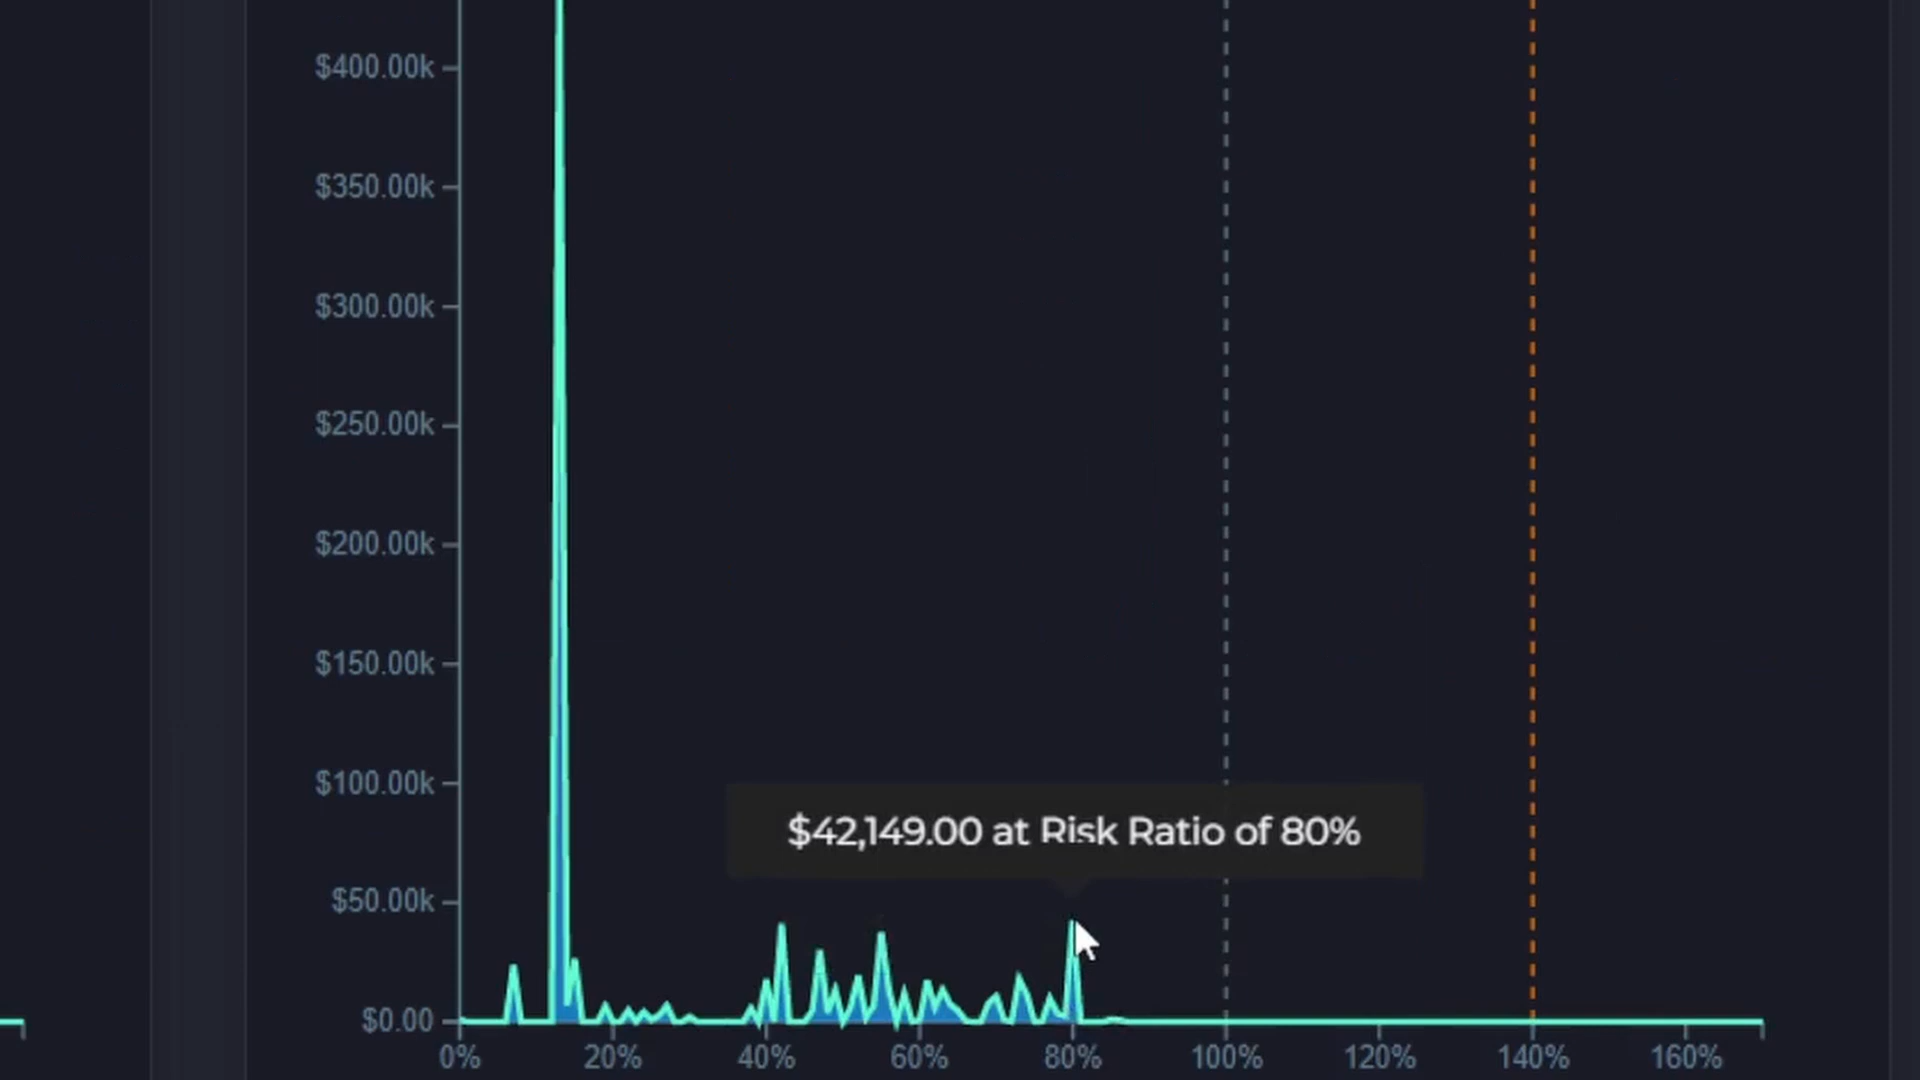 $400.00k
$350.00k
$300.00k
$250.00k
$200.00k
$150.00k
$100.00k
$42,149.00 at Risk Ratio of 80%
$50.00k
$0.00
0% 20% 40% 60% 80% 100% 120% 140% 160%